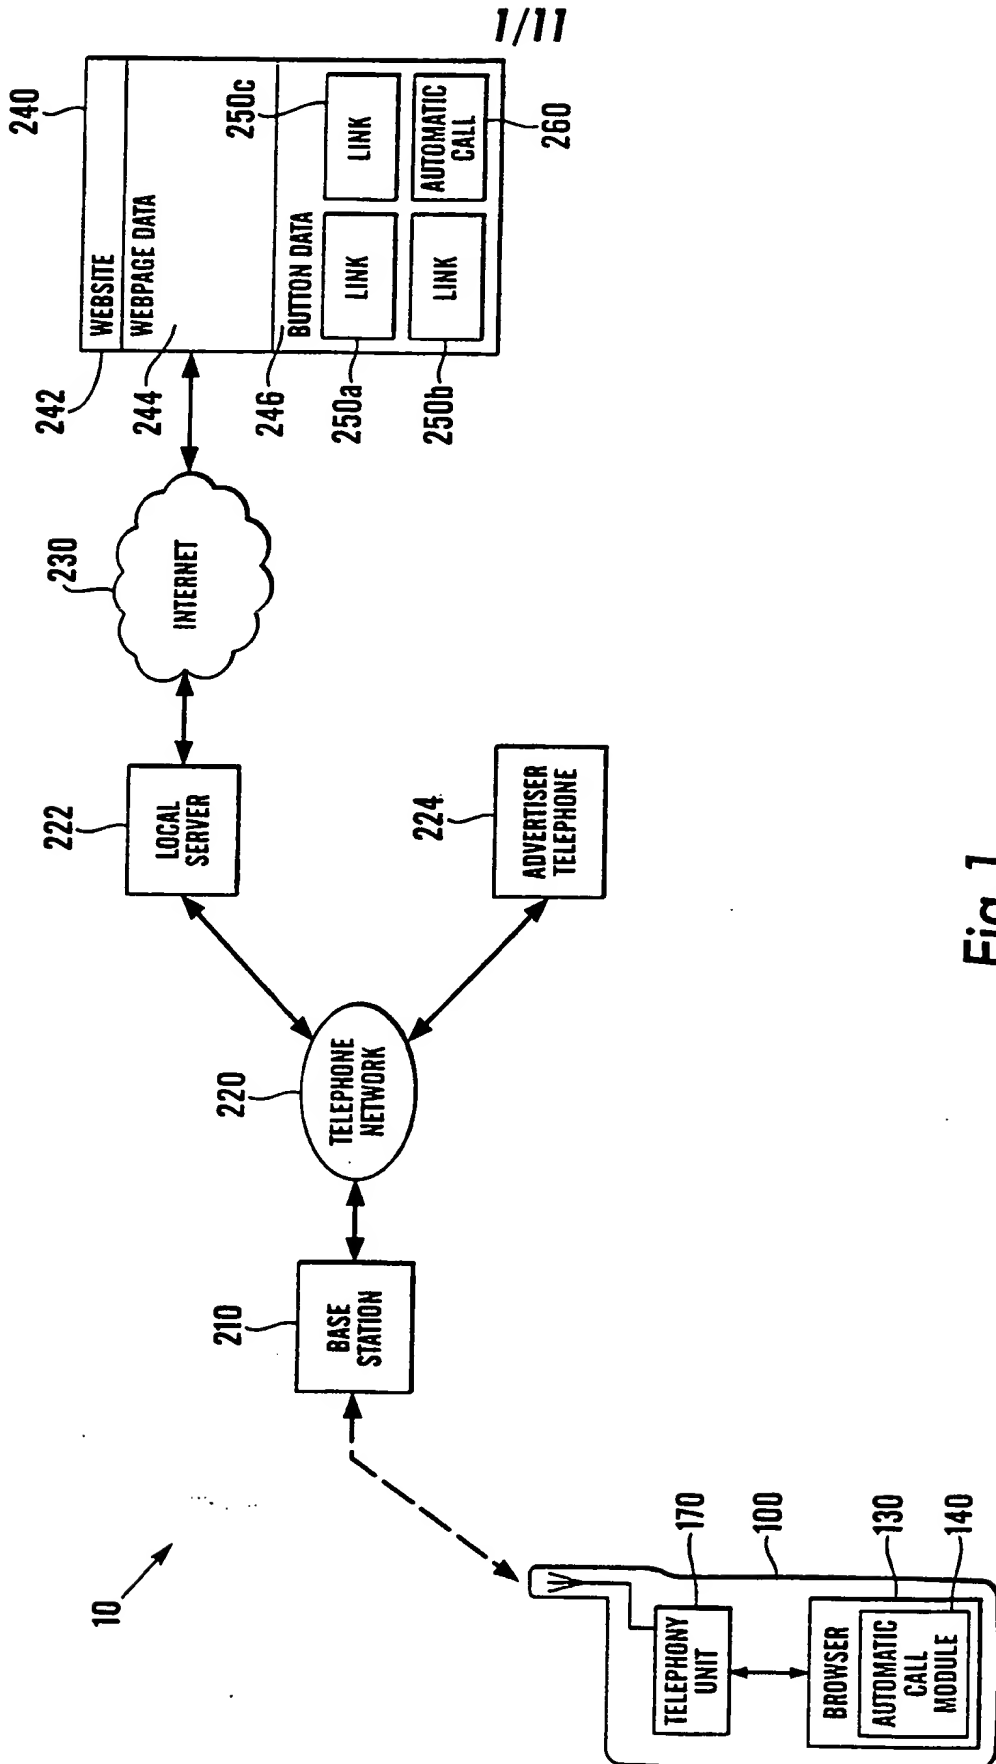 1/11
10
TELEPHONY
UNIT
170
100
BROWSER
130
AUTOMATIC
CALL
MODULE
140
BASE
STATION
210
TELEPHONE
NETWORK
220
LOCAL
SERVER
222
ADVERTISER
TELEPHONE
224
INTERNET
230
240
WEBSITE
242
WEBPAGE DATA
244
BUTTON DATA
246
LINK
250a
LINK
250b
LINK
250c
AUTOMATIC
CALL
260
Fig. 1